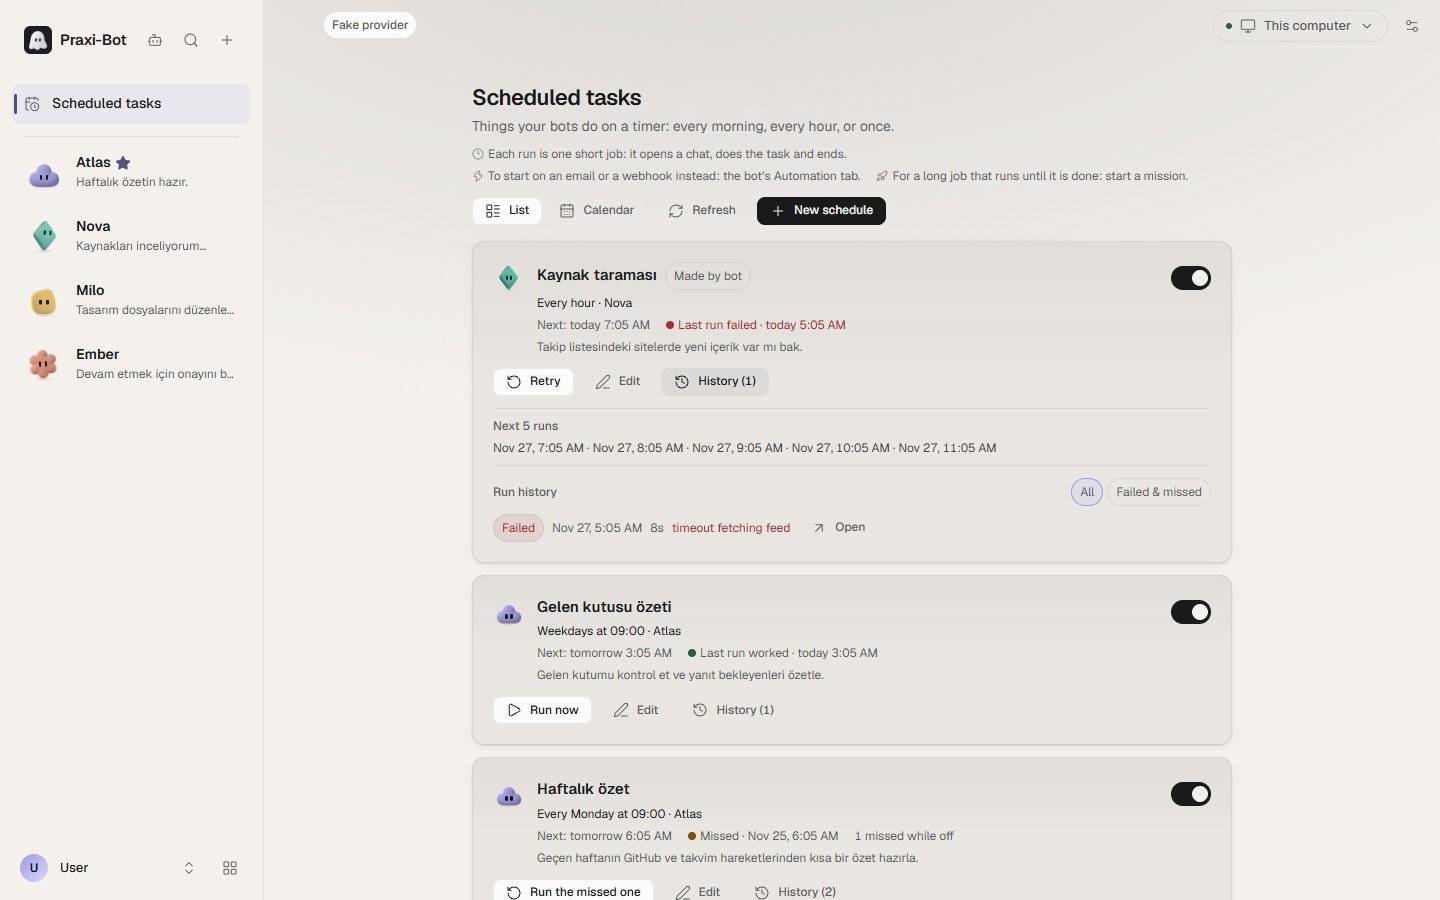 Praxi-Bot
Scheduled tasks
Atlas
Haftalık özetin hazır.
Nova
Kaynakları inceliyorum...
Milo
Tasarım dosyalarını düzenle...
Ember
Devam etmek için onayını b...
U User
Fake provider
This computer
Scheduled tasks
Things your bots do on a timer: every morning, every hour, or once.
Each run is one short job: it opens a chat, does the task and ends.
To start on an email or a webhook instead: the bot's Automation tab. For a long job that runs until it is done: start a mission.
List Calendar Refresh New schedule
Kaynak taraması Made by bot
Every hour · Nova
Next: today 7:05 AM Last run failed · today 5:05 AM
Takip listesindeki sitelerde yeni içerik var mı bak.
Retry Edit History (1)
Next 5 runs
Nov 27, 7:05 AM · Nov 27, 8:05 AM · Nov 27, 9:05 AM · Nov 27, 10:05 AM · Nov 27, 11:05 AM
Run history All Failed & missed
Failed Nov 27, 5:05 AM 8s timeout fetching feed Open
Gelen kutusu özeti
Weekdays at 09:00 · Atlas
Next: tomorrow 3:05 AM Last run worked · today 3:05 AM
Gelen kutumu kontrol et ve yanıt bekleyenleri özetle.
Run now Edit History (1)
Haftalık özet
Every Monday at 09:00 · Atlas
Next: tomorrow 6:05 AM Missed · Nov 25, 6:05 AM 1 missed while off
Geçen haftanın GitHub ve takvim hareketlerinden kısa bir özet hazırla.
Run the missed one Edit History (2)